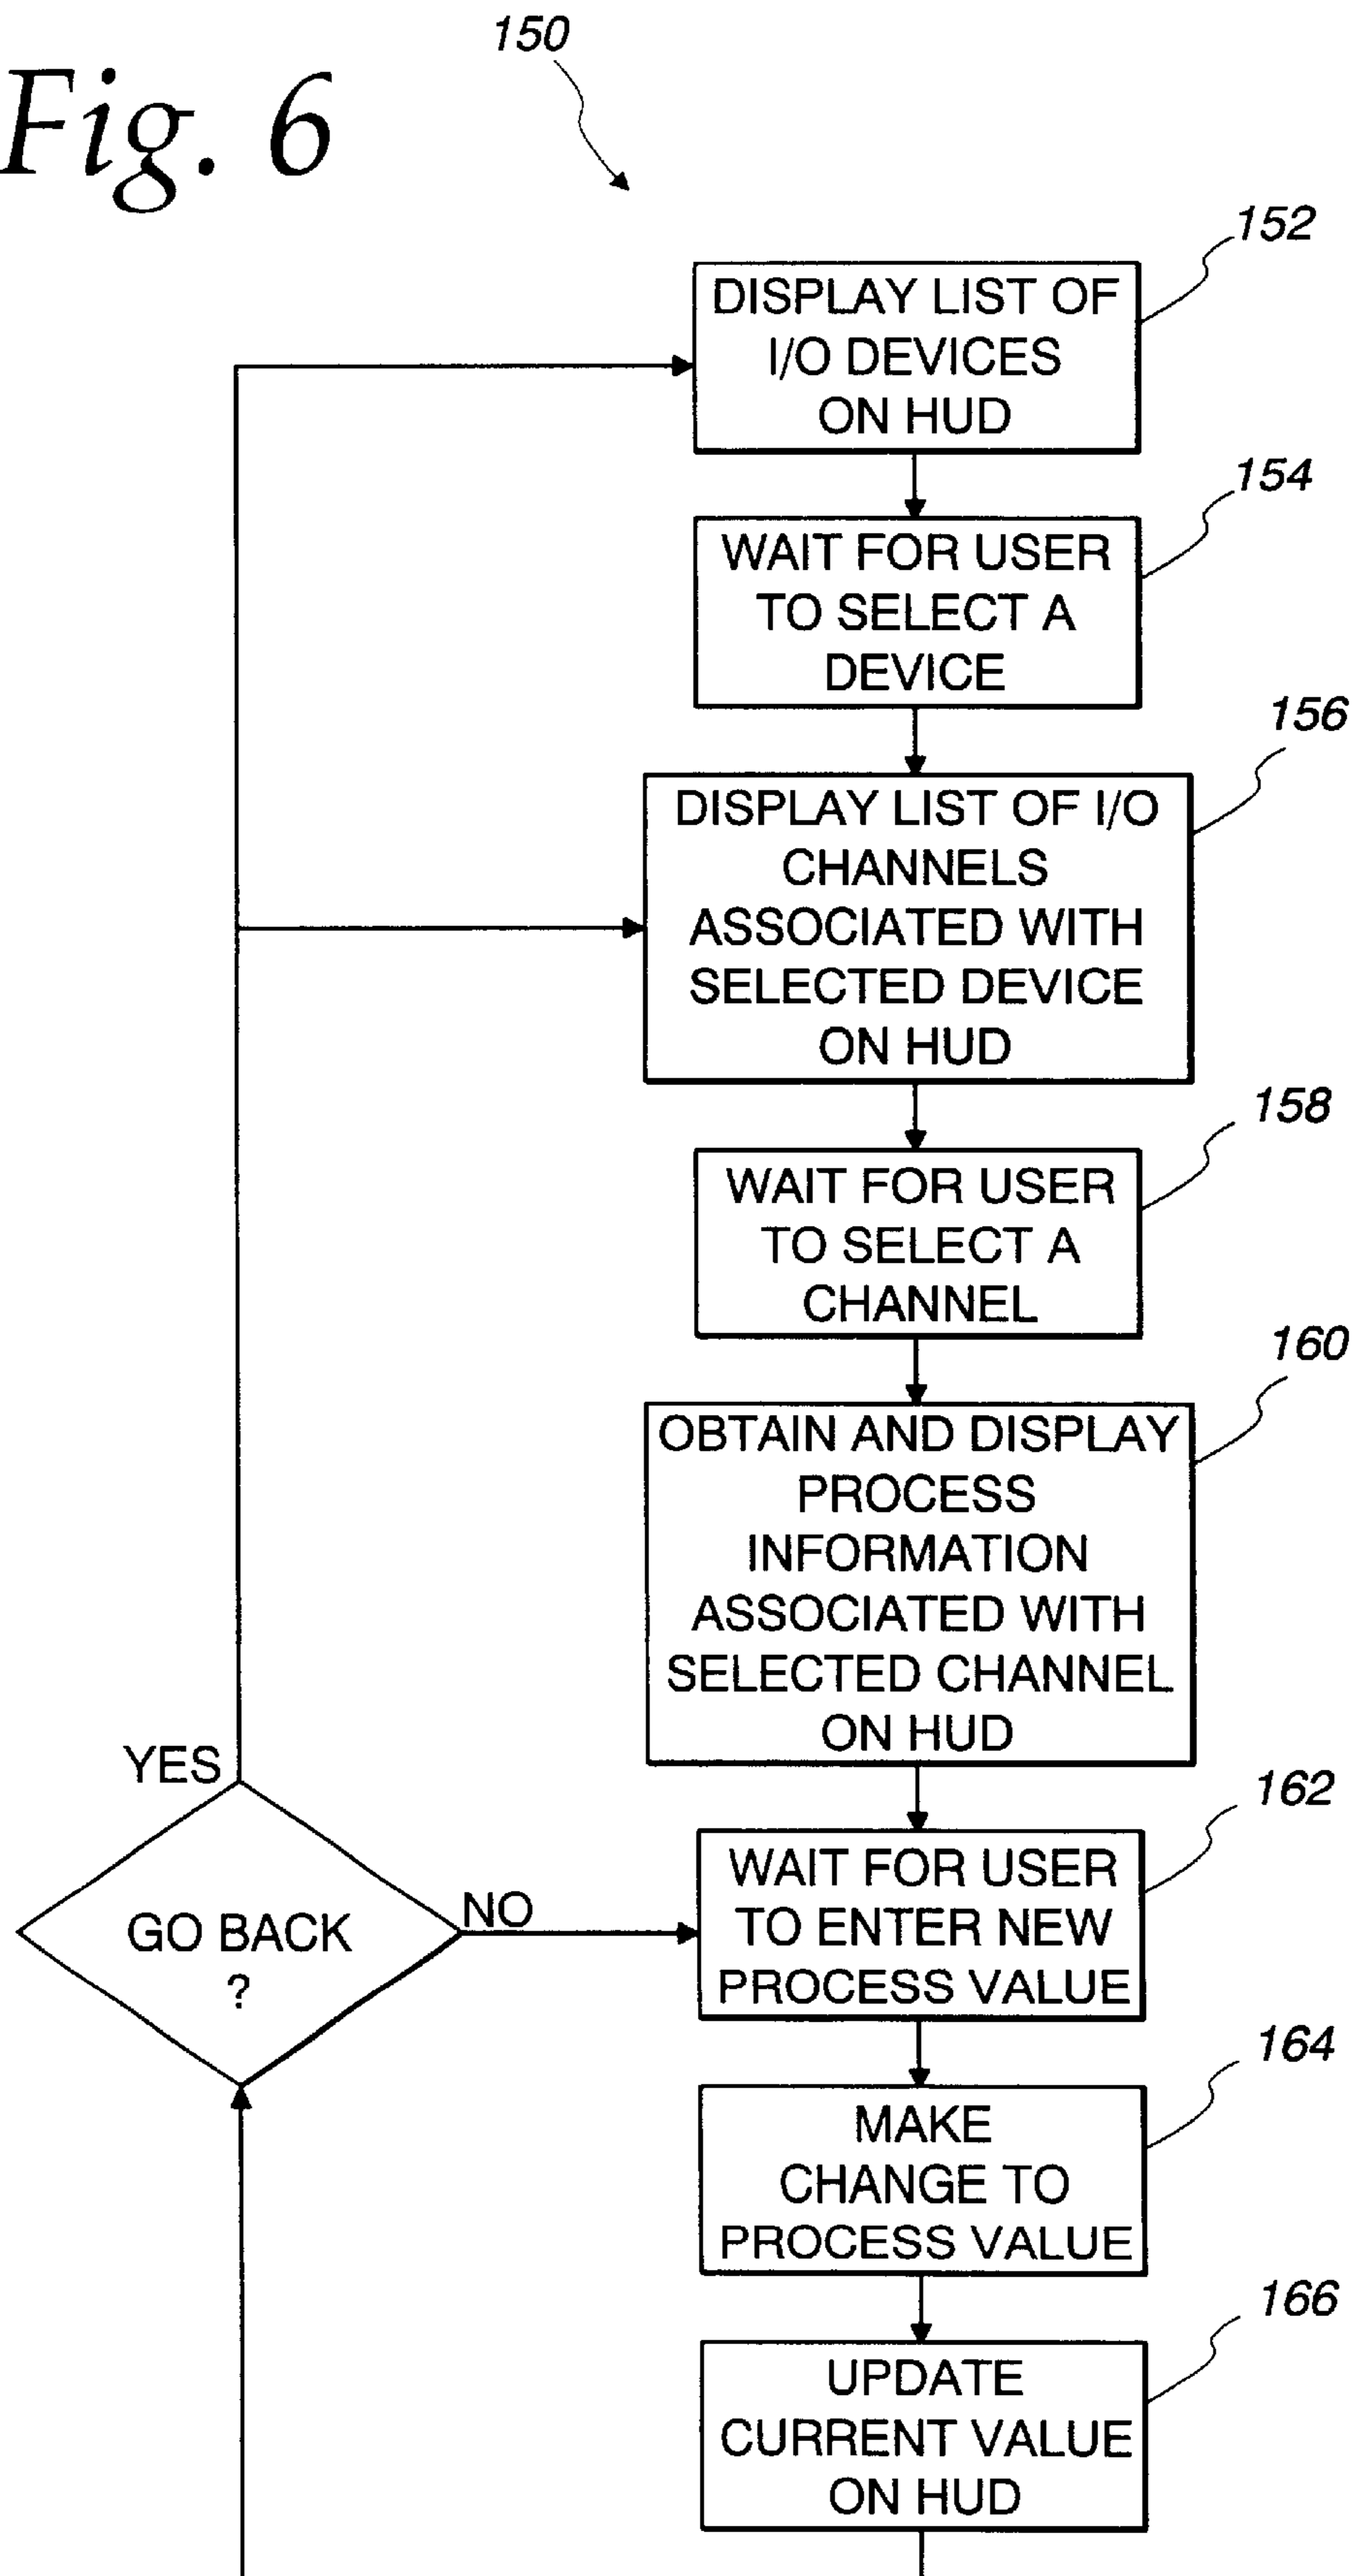 150
Fig. 6
152
DISPLAY LIST OF
I/O DEVICES
ON HUD
154
WAIT FOR USER
TO SELECT A
DEVICE
156
DISPLAY LIST OF I/O
CHANNELS
ASSOCIATED WITH
SELECTED DEVICE
ON HUD
158
WAIT FOR USER
TO SELECT A
CHANNEL
160
OBTAIN AND DISPLAY
PROCESS
INFORMATION
ASSOCIATED WITH
SELECTED CHANNEL
ON HUD
YES
GO BACK
?
NO
162
WAIT FOR USER
TO ENTER NEW
PROCESS VALUE
164
MAKE
CHANGE TO
PROCESS VALUE
166
UPDATE
CURRENT VALUE
ON HUD